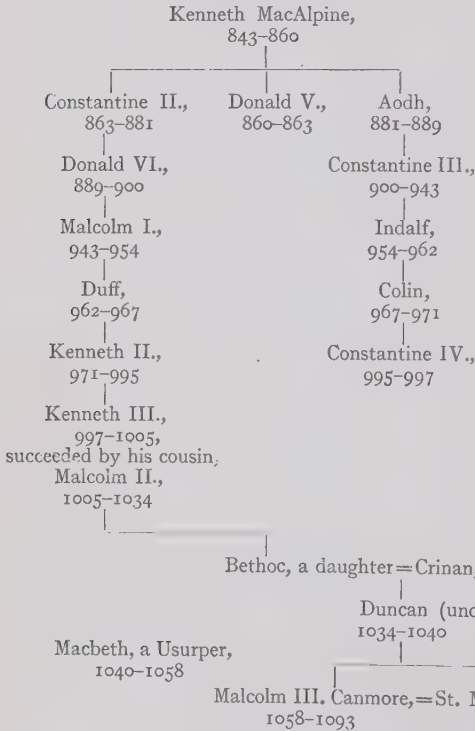 Kenneth MacAlpine,
843–860
Constantine II., Donald V., Aodh,
863–881 860–863 881–889
Donald VI., Constantine III.,
889–900 900–943
Malcolm I., Indalf,
943–954 954–962
Duff, Colin,
962–967 967–971
Kenneth II., Constantine IV.,
971–995 995–997
Kenneth III.,
997–1005,
succeeded by his cusin,
Malcolm II.,
1005–1034
Bethoc, a daughter=Crinan,
Duncan
1034–1040
Macbeth, a Usurper,
1040–1058
Malcolm III. Canmore,=St.
1058–1093